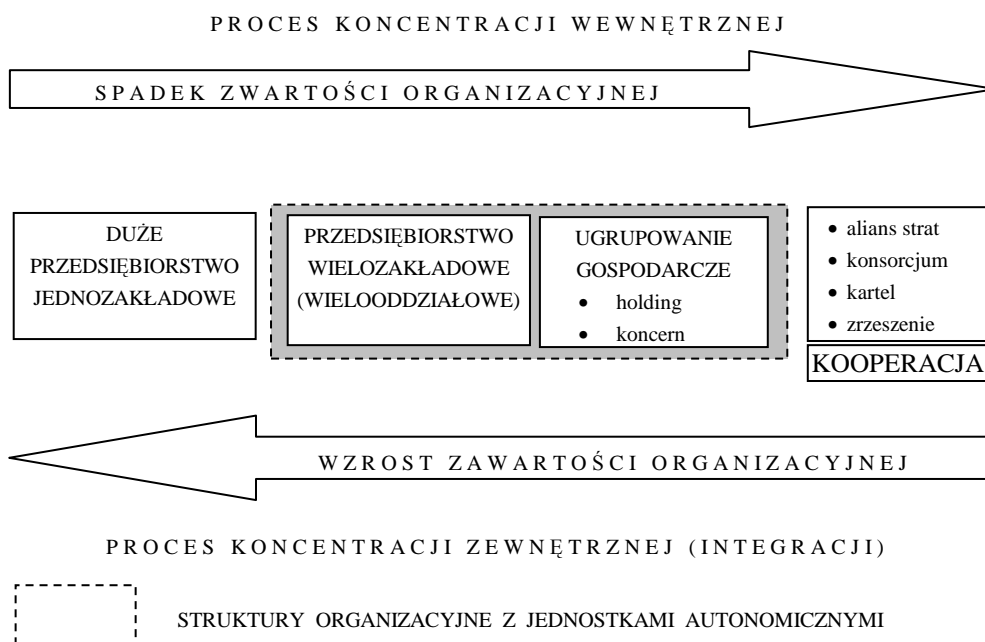 PROCES KONCENTRACJI WEWNĘTRZNEJ
SPADEK ZWARTOŚCI ORGANIZACYJNEJ
DUŻE
PRZEDSIĘBIORSTWO
JEDNOZAKŁADOWE
PRZEDSIĘBIORSTWO
WIELOZAKŁADOWE
(WIELOODDZIAŁOWE)
UGRUPOWANIE
GOSPODARCZE
• holding
• koncern
• alians strat
• konsorcjum
• kartel
• zrzeszenie
KOOPERACJA
WZROST ZAWARTOŚCI ORGANIZACYJNEJ
PROCES KONCENTRACJI ZEWNĘTRZNEJ (INTEGRACJI)
STRUKTURY ORGANIZACYJNE Z JEDNOSTKAMI AUTONOMICZNYMI